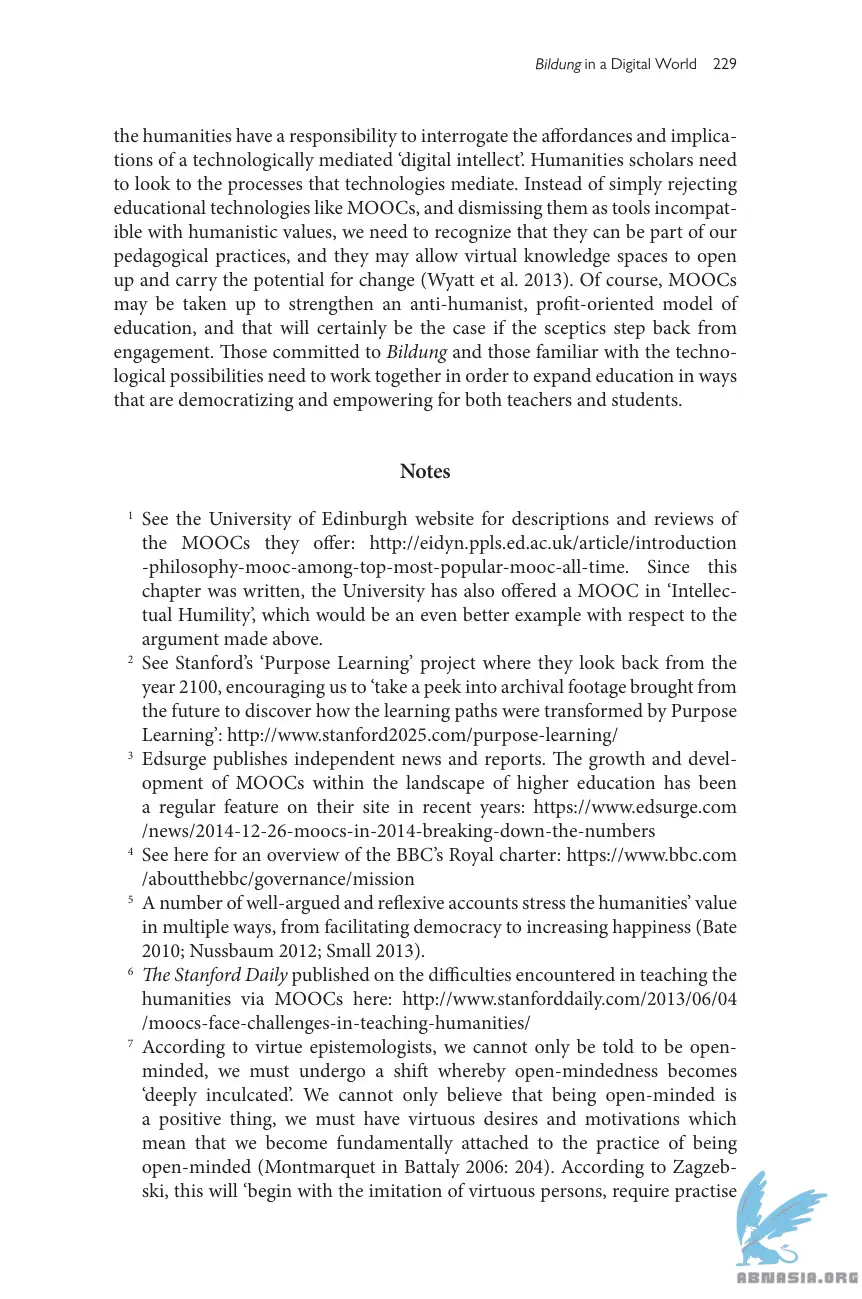 Bildung in a Digital World 229
the humanities have a responsibility to interrogate the affordances and implica-
tions of a technologically mediated ‘digital intellect’. Humanities scholars need
to look to the processes that technologies mediate. Instead of simply rejecting
educational technologies like MOOCs, and dismissing them as tools incompat-
ible with humanistic values, we need to recognize that they can be part of our
pedagogical practices, and they may allow virtual knowledge spaces to open
up and carry the potential for change (Wyatt et al. 2013). Of course, MOOCs
may be taken up to strengthen an anti-humanist, profit-oriented model of
education, and that will certainly be the case if the sceptics step back from
engagement. Those committed to Bildung and those familiar with the techno-
logical possibilities need to work together in order to expand education in ways
that are democratizing and empowering for both teachers and students.
Notes
1 See the University of Edinburgh website for descriptions and reviews of
the MOOCs they offer: http://eidyn.ppls.ed.ac.uk/article/introduction
-philosophy-mooc-among-top-most-popular-mooc-all-time. Since this
chapter was written, the University has also offered a MOOC in ‘Intellec-
tual Humility’, which would be an even better example with respect to the
argument made above.
2 See Stanford’s ‘Purpose Learning’ project where they look back from the
year 2100, encouraging us to ‘take a peek into archival footage brought from
the future to discover how the learning paths were transformed by Purpose
Learning’: http://www.stanford2025.com/purpose-learning/
3 Edsurge publishes independent news and reports. The growth and devel-
opment of MOOCs within the landscape of higher education has been
a regular feature on their site in recent years: https://www.edsurge.com
/news/2014-12-26-moocs-in-2014-breaking-down-the-numbers
4 See here for an overview of the BBC’s Royal charter: https://www.bbc.com
/aboutthebbc/governance/mission
5 A number of well-argued and reflexive accounts stress the humanities’ value
in multiple ways, from facilitating democracy to increasing happiness (Bate
2010; Nussbaum 2012; Small 2013).
6 The Stanford Daily published on the difficulties encountered in teaching the
humanities via MOOCs here: http://www.stanforddaily.com/2013/06/04
/moocs-face-challenges-in-teaching-humanities/
7 According to virtue epistemologists, we cannot only be told to be open-
minded, we must undergo a shift whereby open-mindedness becomes
‘deeply inculcated’. We cannot only believe that being open-minded is
a positive thing, we must have virtuous desires and motivations which
mean that we become fundamentally attached to the practice of being
open-minded (Montmarquet in Battaly 2006: 204). According to Zagzeb-
ski, this will ‘begin with the imitation of virtuous persons, require practise
ABNASIA.ORG